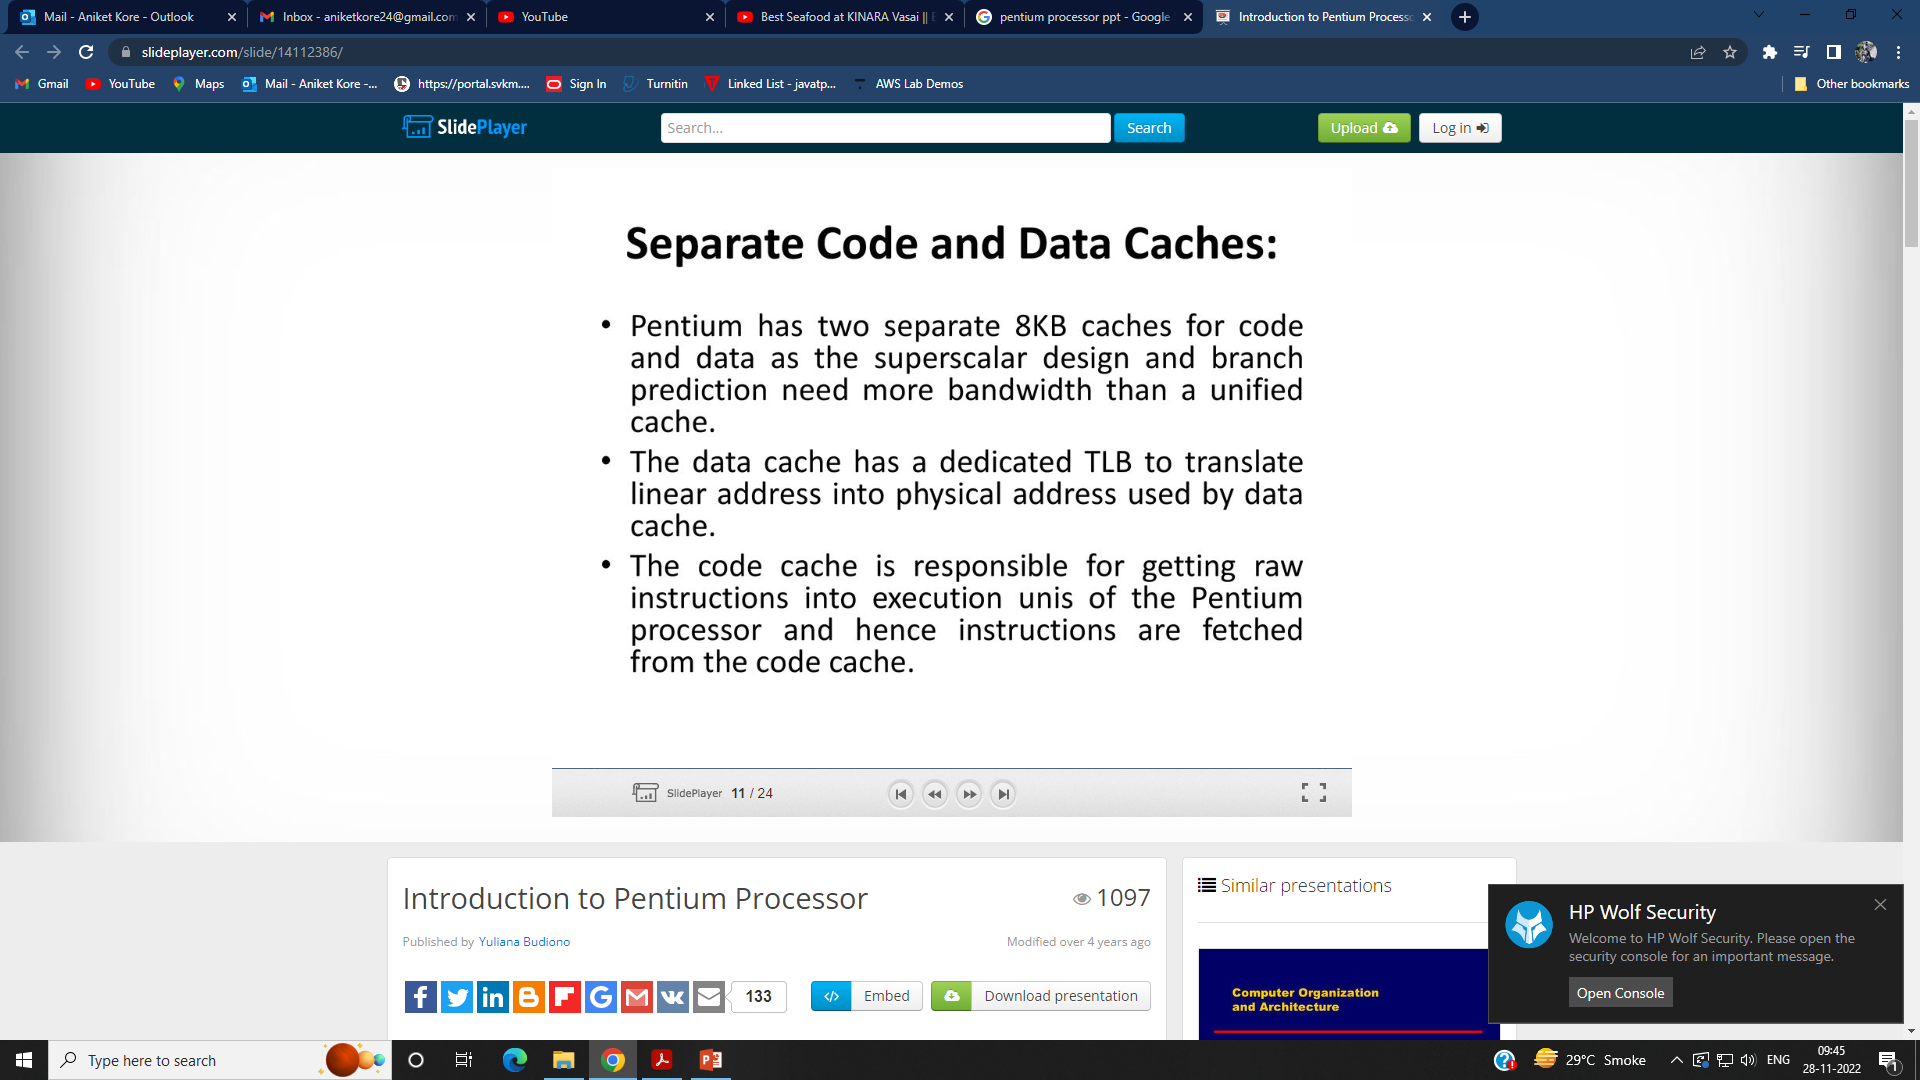 Mail - Aniket Kore - Outlook
Inbox - aniketkore24@gmail.com
YouTube
Best Seafood at KINARA Vasai ||
pentium processor ppt - Google
Introduction to Pentium Processo
slideplayer.com/slide/14112386/
Gmail
YouTube
Maps
Mail - Aniket Kore -...
https://portal.svkm....
Sign In
Turnitin
Linked List - javatp...
AWS Lab Demos
Other bookmarks
SlidePlayer
Search...
Search
Upload
Log in
Separate Code and Data Caches:
• Pentium has two separate 8KB caches for code
and data as the superscalar design and branch
prediction need more bandwidth than a unified
cache.
• The data cache has a dedicated TLB to translate
linear address into physical address used by data
cache.
• The code cache is responsible for getting raw
instructions into execution unis of the Pentium
processor and hence instructions are fetched
from the code cache.
SlidePlayer 11 / 24
Introduction to Pentium Processor
1097
Published by Yuliana Budiono
Modified over 4 years ago
133
Embed
Download presentation
Similar presentations
Computer Organization
and Architecture
HP Wolf Security
Welcome to HP Wolf Security. Please open the
security console for an important message.
Open Console
Type here to search
29°C Smoke
ENG
09:45
28-11-2022
1